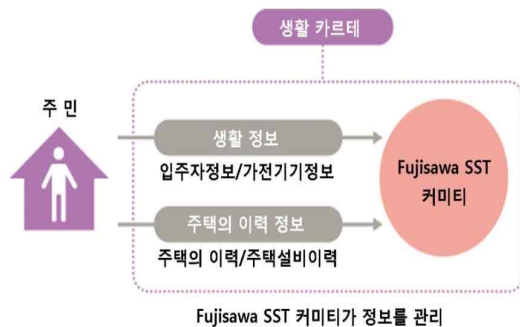 생활 카르테
주 민
생활 정보
입주자정보/가전기기정보
Fujisawa SST
커미티
주택의 이력 정보
주택의 이력/주택설비이력
Fujisawa SST 커미티가 정보를 관리